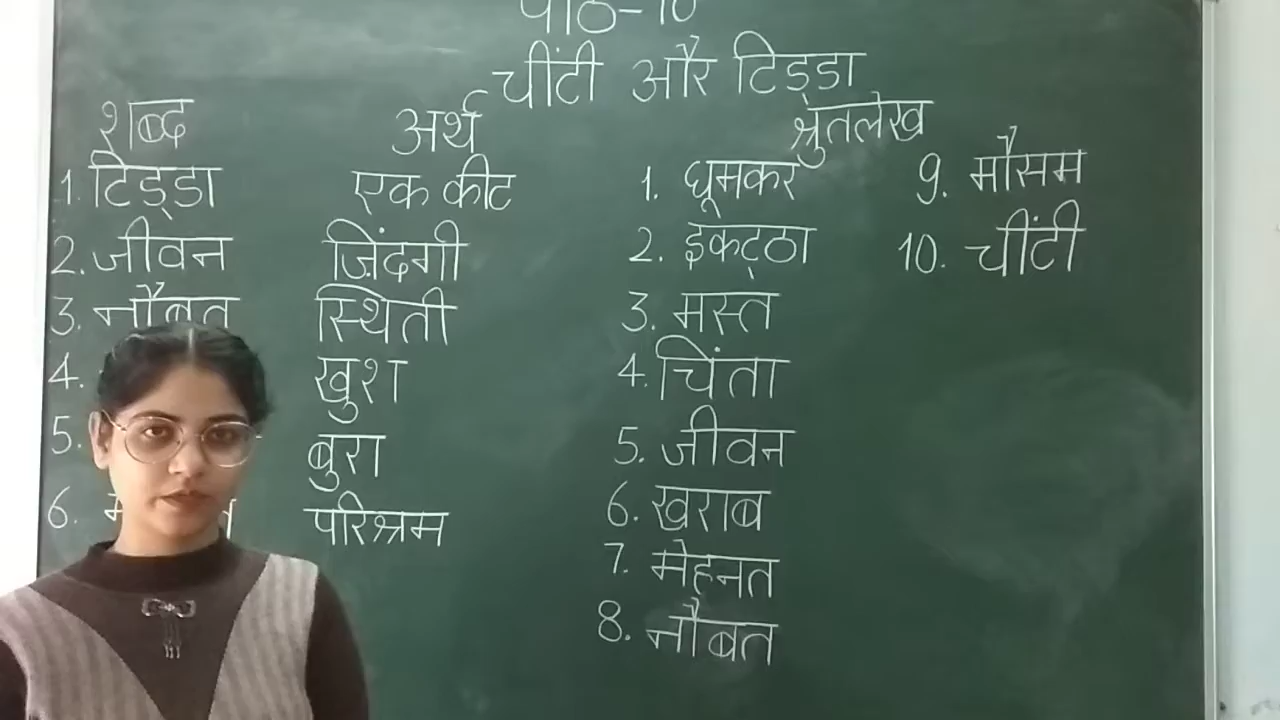 पाठ-10
चींटी और टिड्डा
शब्द अर्थ
1. टिड्डा एक कीट
2. जीवन ज़िंदगी
3. नौबत स्थिती
4. खुश
5. बुरा
6. परिश्रम
श्रुतलेख
1. घूमकर
2. इकट्ठा
3. मस्त
4. चिंता
5. जीवन
6. खराब
7. मेहनत
8. नौबत
9. मौसम
10. चींटी